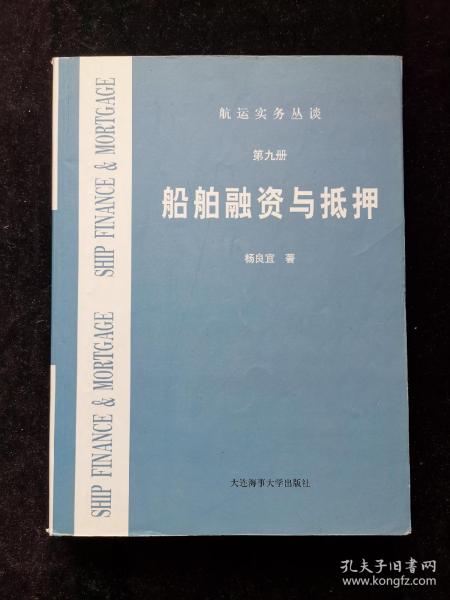 航运实务丛谈
第九册
船舶融资与抵押
杨良宜 著
大连海事大学出版社
SHIP FINANCE & MORTGAGE
SHIP FINANCE & MORTGAGE
孔夫子旧书网
www.kongfz.com